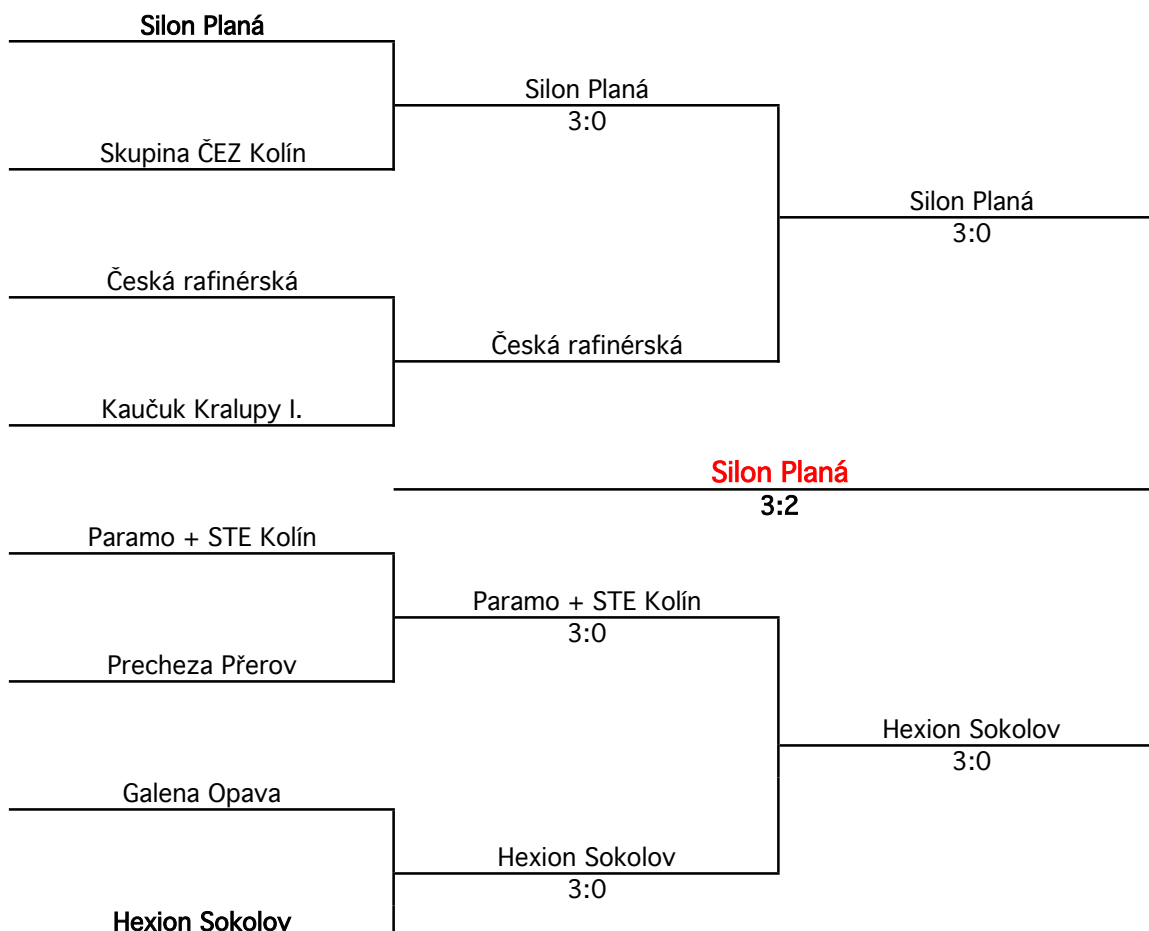 Silon Planá
Silon Planá
3:0
Skupina ČEZ Kolín
Silon Planá
3:0
Česká rafinérská
Česká rafinérská
Kaučuk Kralupy I.
Silon Planá
3:2
Paramo + STE Kolín
Paramo + STE Kolín
3:0
Precheza Přerov
Hexion Sokolov
3:0
Galena Opava
Hexion Sokolov
3:0
Hexion Sokolov